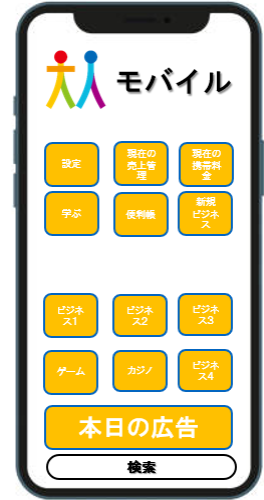 モバイル
設定
現在の
売上管
理
現在の
携帯料
金
学ぶ
便利帳
新規
ビジネ
ス
ビジネ
ス1
ビジネ
ス2
ビジネ
ス3
ゲーム
カジノ
ビジネ
ス4
本日の広告
検索